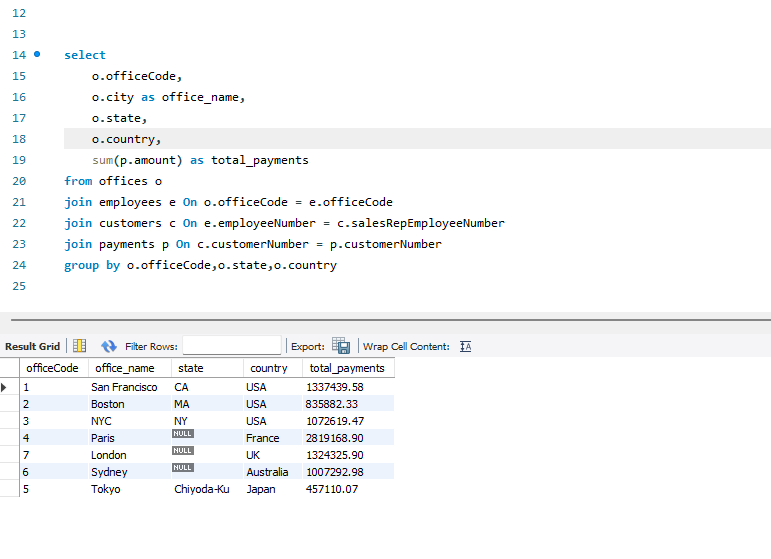 12
13
14 select
15 o.officeCode,
16 o.city as office_name,
17 o.state,
18 o.country,
19 sum(p.amount) as total_payments
20 from offices o
21 join employees e On o.officeCode = e.officeCode
22 join customers c On e.employeeNumber = c.salesRepEmployeeNumber
23 join payments p On c.customerNumber = p.customerNumber
24 group by o.officeCode,o.state,o.country
25
Result Grid Filter Rows: Export: Wrap Cell Content: IA
officeCode office_name state country total_payments
1 San Francisco CA USA 1337439.58
2 Boston MA USA 835882.33
3 NYC NY USA 1072619.47
4 Paris NULL France 2819168.90
7 London NULL UK 1324325.90
6 Sydney NULL Australia 1007292.98
5 Tokyo Chiyoda-Ku Japan 457110.07